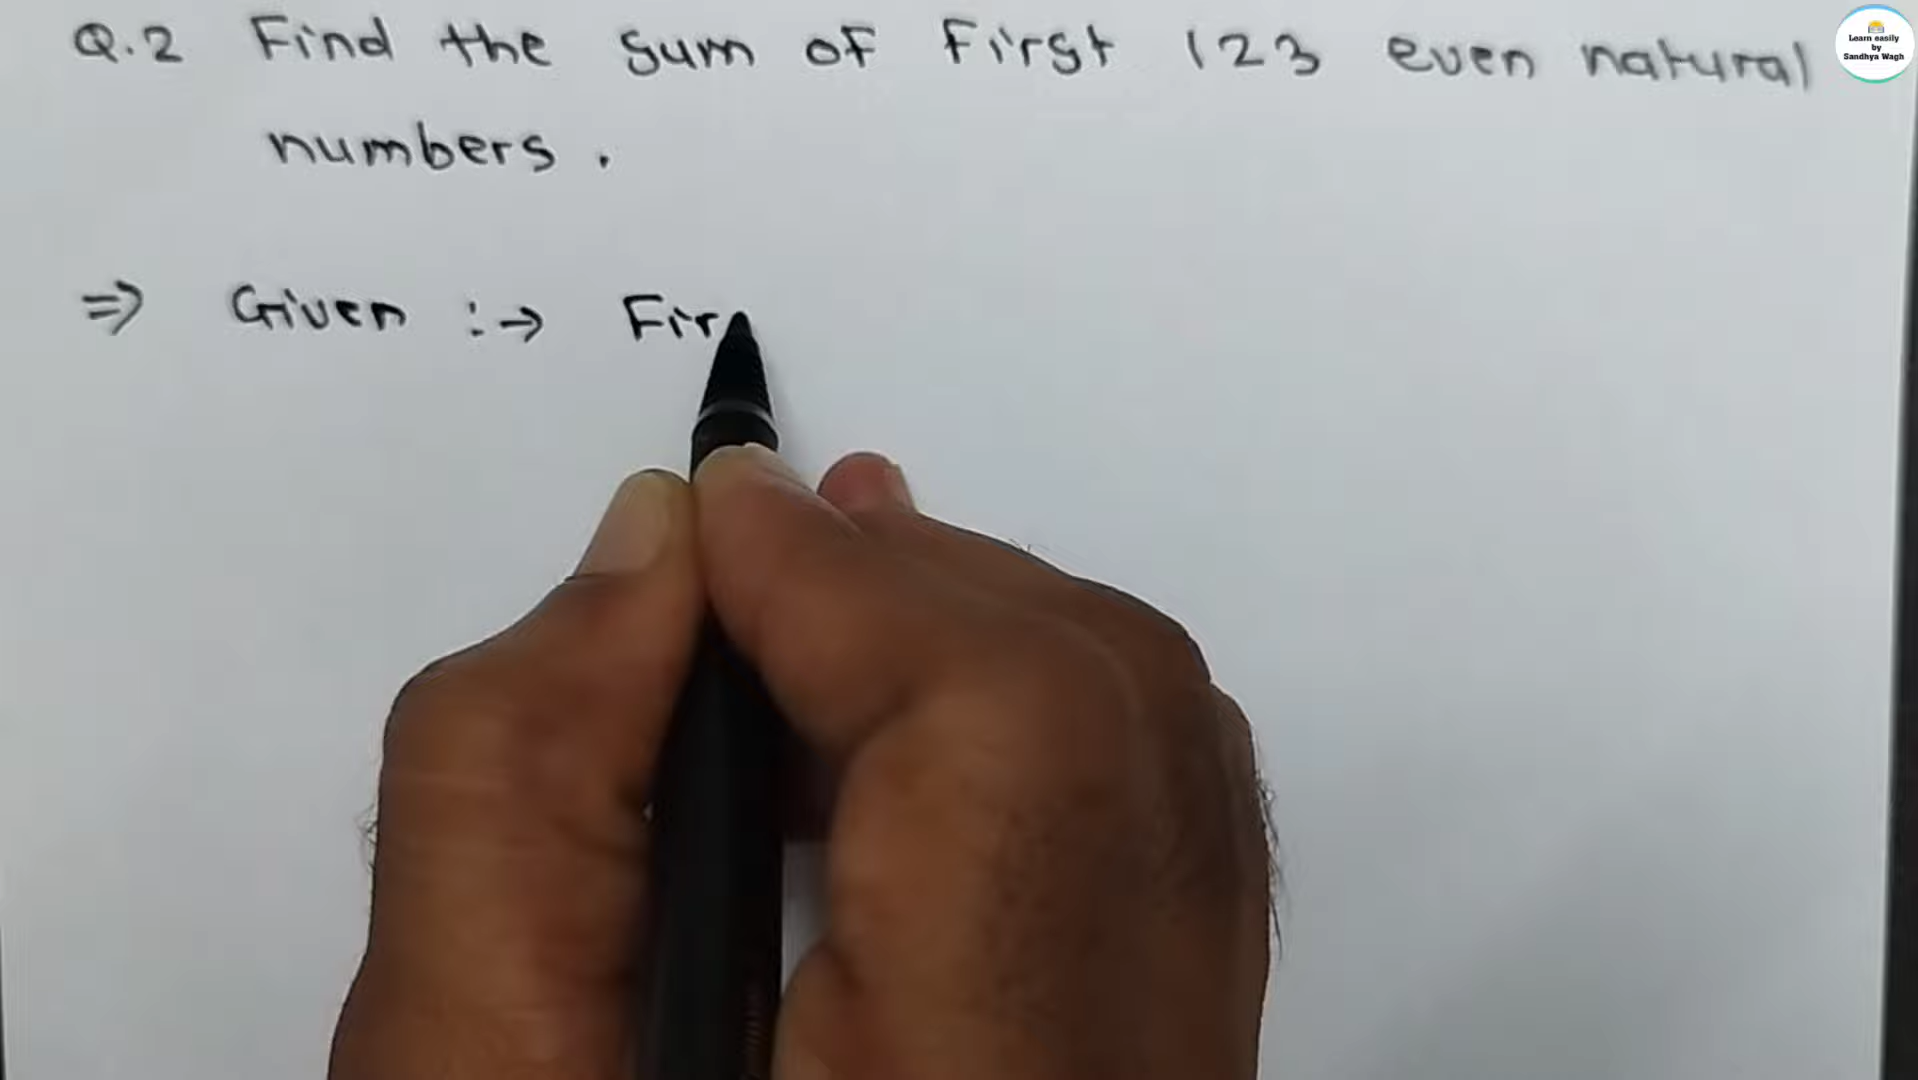 Q.2 Find the sum of First 123 even natural
numbers.
⇒ Given :→ Fir
Learn easily
by
Sandhya Wagh